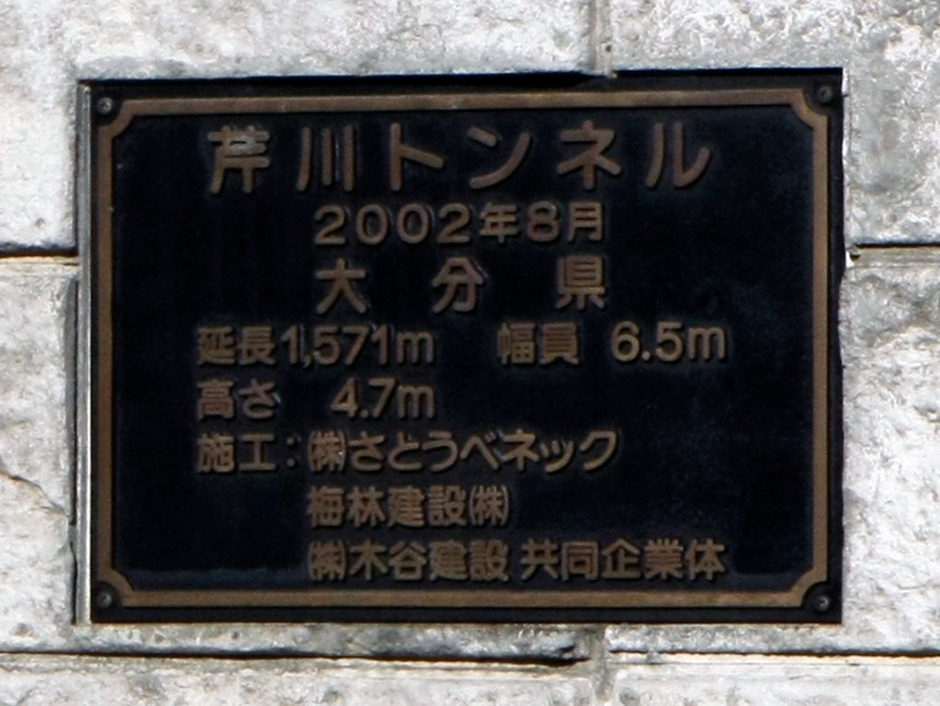 芹川トンネル
2002年8月
大分県
延長1,571m 幅員 6.5m
高さ 4.7m
施工:㈱さとうベネック
梅林建設㈱
㈱木谷建設 共同企業体